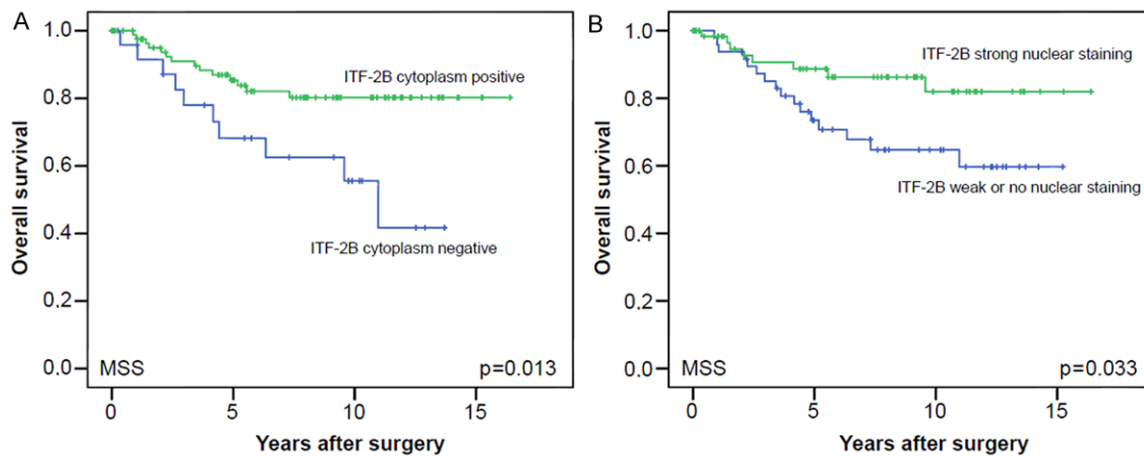 A
Overall survival
1.0
0.8
0.6
0.4
0.2
0.0
ITF-2B cytoplasm positive
ITF-2B cytoplasm negative
MSS
p=0.013
0 5 10 15
Years after surgery
B
Overall survival
1.0
0.8
0.6
0.4
0.2
0.0
ITF-2B strong nuclear staining
ITF-2B weak or no nuclear staining
MSS
p=0.033
0 5 10 15
Years after surgery